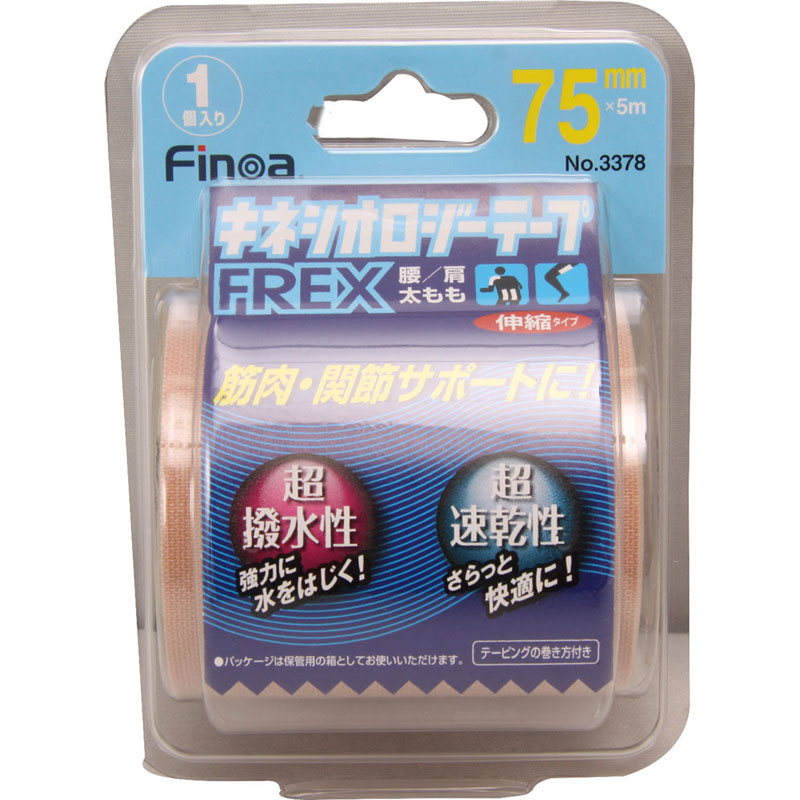 1
個入り
Finoa
75mm
×5m
No.3378
キネシオロジーテープ
FREX
腰／肩
太もも
伸縮タイプ
筋肉・関節サポートに!
超
撥水性
強力に
水をはじく!
超
速乾性
さらっと
快適に!
●パッケージは保管用の箱としてお使いいただけます。
テーピングの巻き方付き